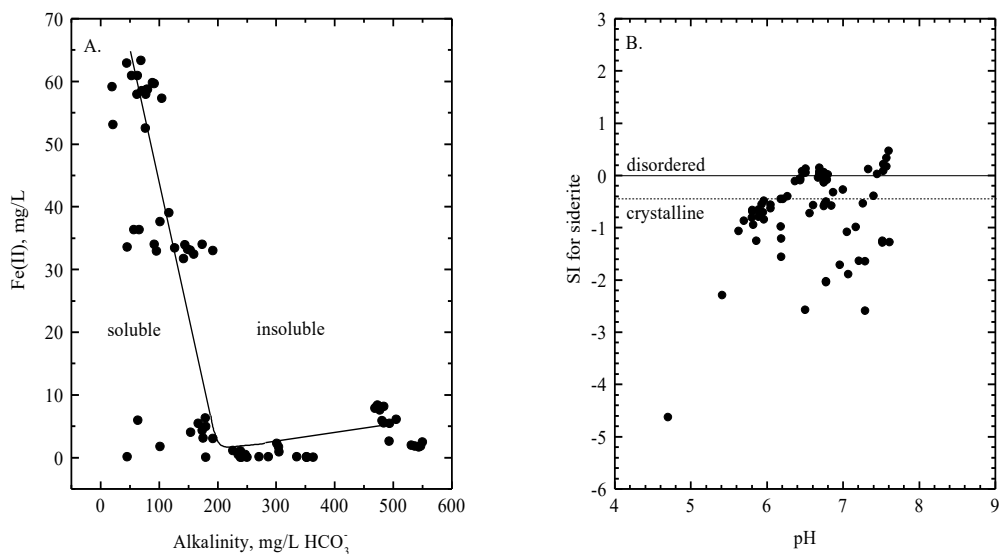 A.
70
60
50
40
30
20
10
0
Fe(II), mg/L
soluble
insoluble
0 100 200 300 400 500 600
Alkalinity, mg/L HCO₃⁻
B.
3
2
1
0
-1
-2
-3
-4
-5
-6
SI for siderite
disordered
crystalline
4 5 6 7 8 9
pH